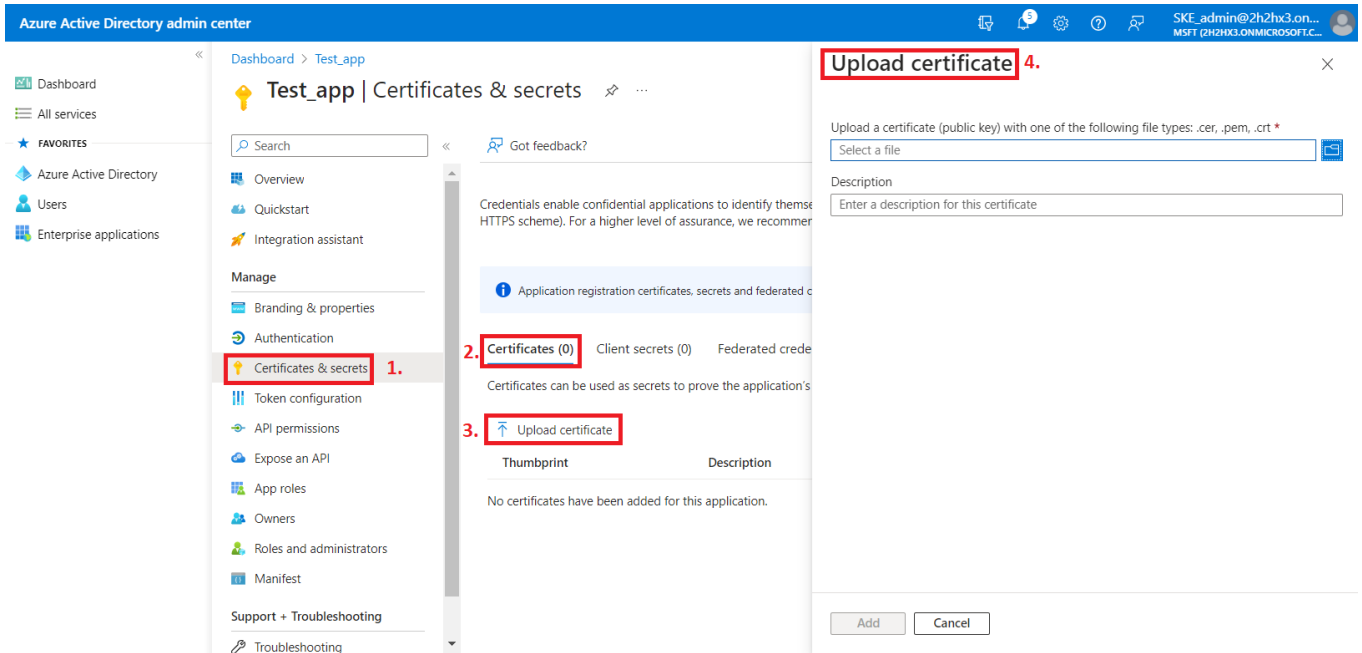 Azure Active Directory admin center
5
SKE_admin@2h2hx3.on...
MSFT (2H2HX3.ONMICROSOFT.C...
Dashboard
All services
FAVORITES
Azure Active Directory
Users
Enterprise applications
Dashboard > Test_app
Test_app | Certificates & secrets
Search
Overview
Quickstart
Integration assistant
Manage
Branding & properties
Authentication
Certificates & secrets 1.
Token configuration
API permissions
Expose an API
App roles
Owners
Roles and administrators
Manifest
Support + Troubleshooting
Troubleshooting
Got feedback?
Credentials enable confidential applications to identify themse
HTTPS scheme). For a higher level of assurance, we recommer
Application registration certificates, secrets and federated c
2. Certificates (0) Client secrets (0) Federated crede
Certificates can be used as secrets to prove the application's
3. Upload certificate
Thumbprint Description
No certificates have been added for this application.
Upload certificate 4.
Upload a certificate (public key) with one of the following file types: .cer, .pem, .crt *
Select a file
Description
Enter a description for this certificate
Add Cancel